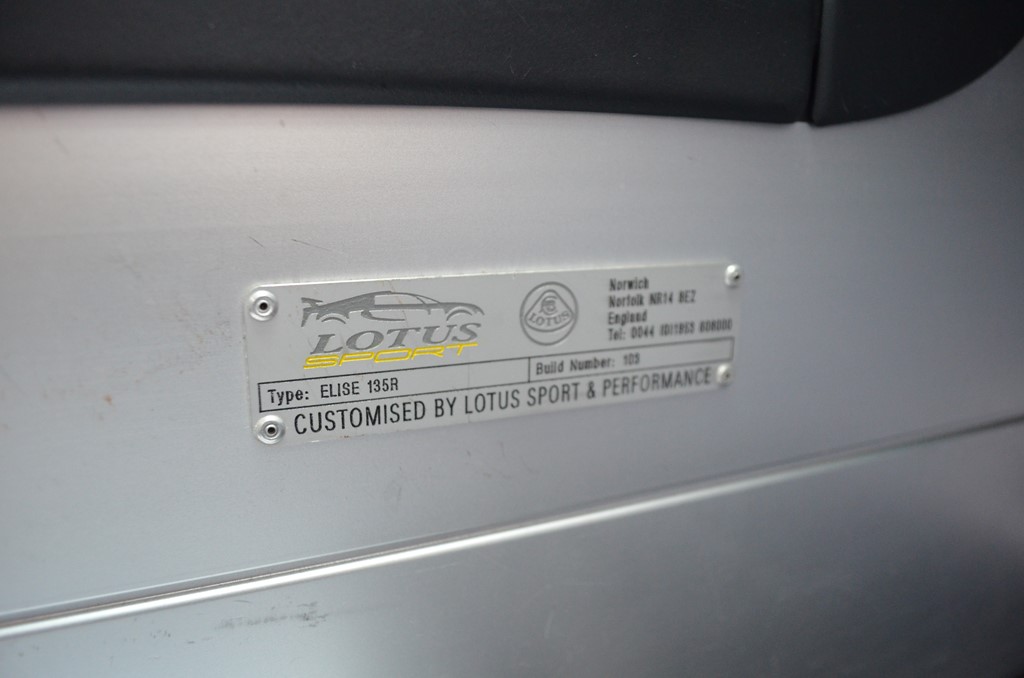 LOTUS
SPORT
LOTUS
Norwich
Norfolk NR14 8EZ
England
Tel: 0044 (0)1953 608000
Type: ELISE 135R
Build Number: 103
CUSTOMISED BY LOTUS SPORT & PERFORMANCE